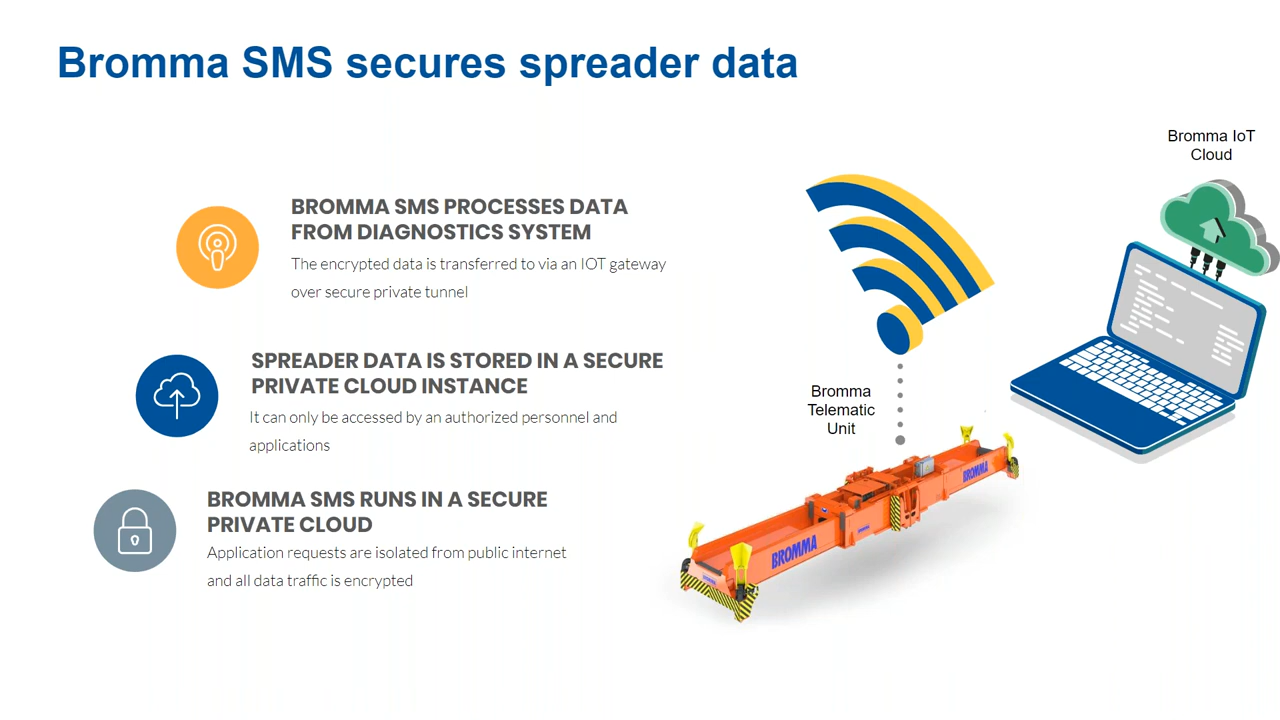 Bromma SMS secures spreader data
Bromma IoT
Cloud
BROMMA SMS PROCESSES DATA
FROM DIAGNOSTICS SYSTEM
The encrypted data is transferred to via an IOT gateway
over secure private tunnel
SPREADER DATA IS STORED IN A SECURE
PRIVATE CLOUD INSTANCE
It can only be accessed by an authorized personnel and
applications
Bromma
Telematic
Unit
BROMMA
BROMMA
BROMMA SMS RUNS IN A SECURE
PRIVATE CLOUD
Application requests are isolated from public internet
and all data traffic is encrypted